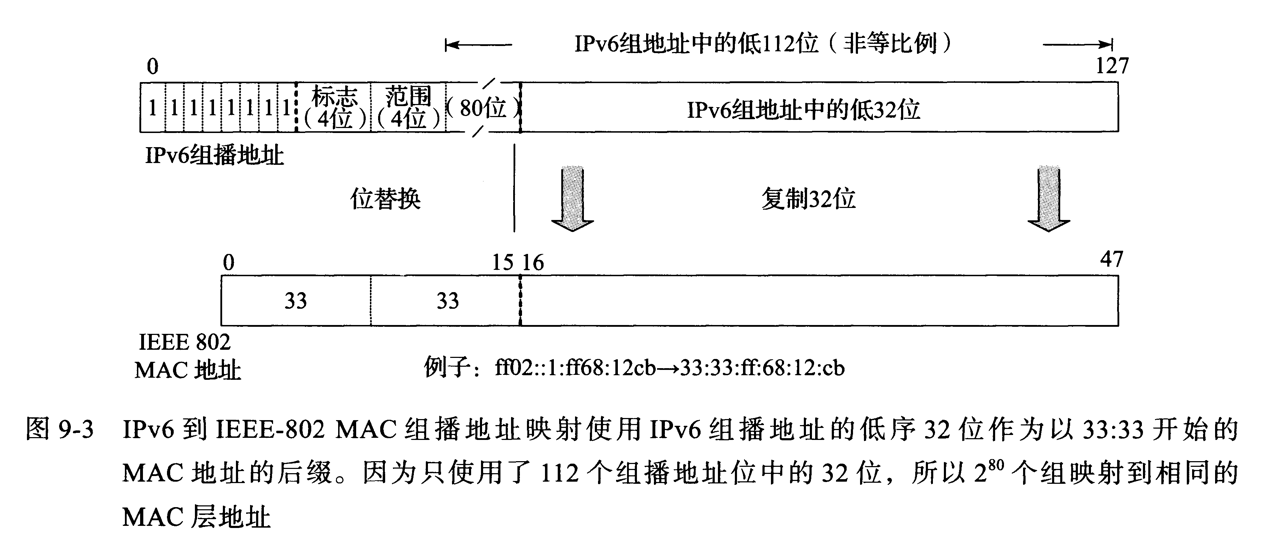 IPv6组地址中的低112位（非等比例）
0
127
1 1 1 1 1 1 1 1
标志
（4位）
范围
（4位）
（80位）
IPv6组地址中的低32位
IPv6组播地址
位替换
复制32位
0
15 16
47
33
33
IEEE 802
MAC 地址
例子：ff02::1:ff68:12cb→33:33:ff:68:12:cb
图 9-3 IPv6 到 IEEE-802 MAC 组播地址映射使用 IPv6 组播地址的低序 32 位作为以 33:33 开始的
MAC 地址的后缀。因为只使用了 112 个组播地址位中的 32 位，所以 2⁸⁰ 个组映射到相同的
MAC 层地址